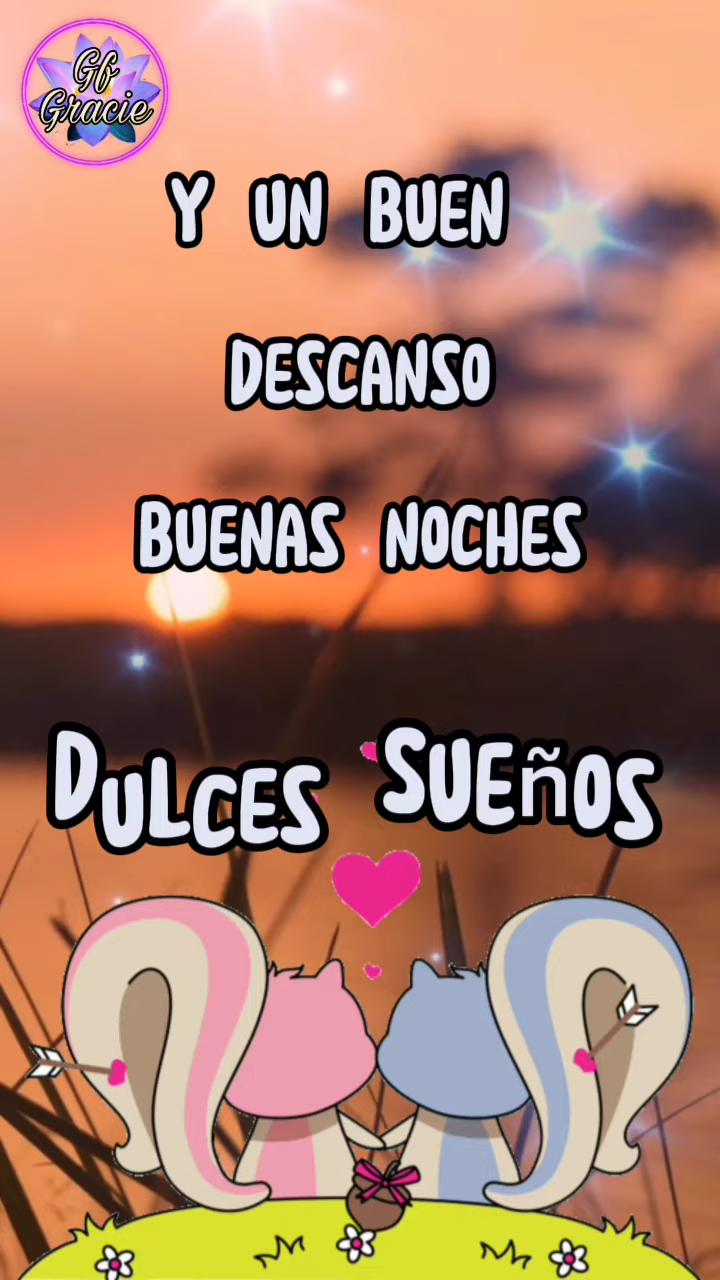 Gf
Gracie
Y UN BUEN
DESCANSO
BUENAS NOCHES
DULCES SUEÑOS